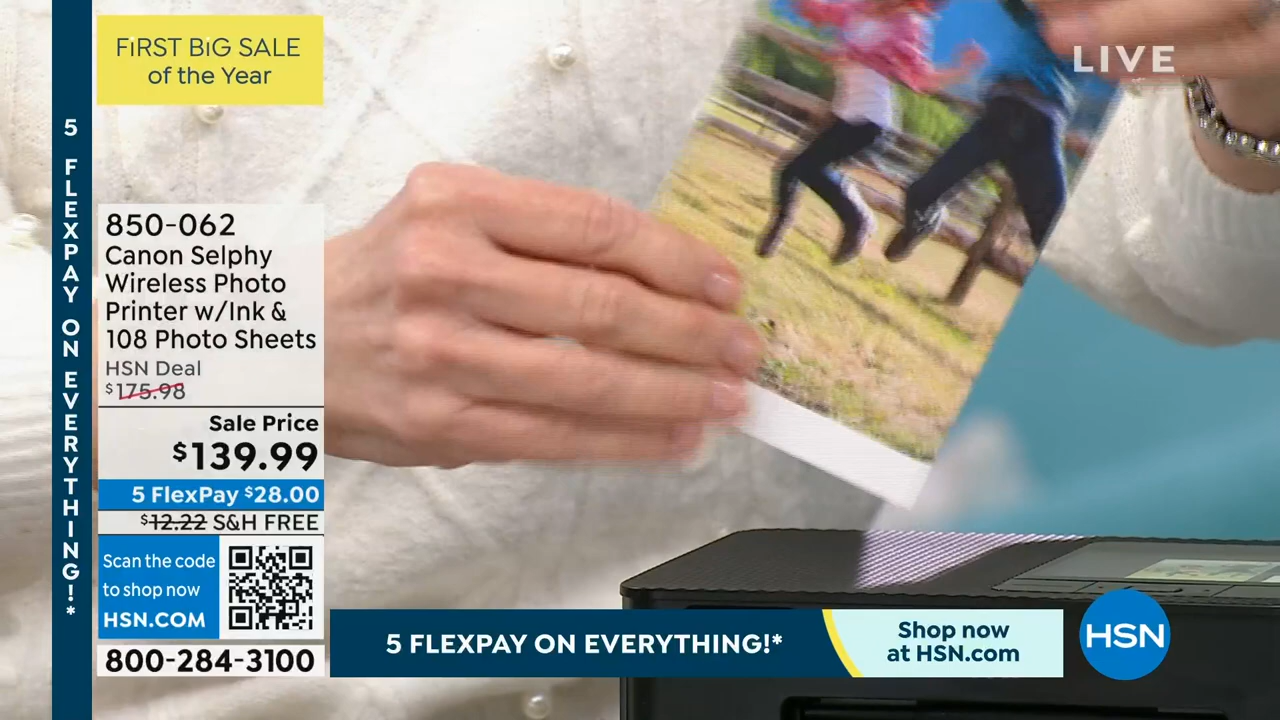 FiRST BiG SALE
of the Year
LIVE
5 FLEXPAY ON EVERYTHING!*
850-062
Canon Selphy
Wireless Photo
Printer w/Ink &
108 Photo Sheets
HSN Deal
$175.98
Sale Price
$139.99
5 FlexPay $28.00
$12.22 S&H FREE
Scan the code
to shop now
HSN.COM
800-284-3100
5 FLEXPAY ON EVERYTHING!*
Shop now
at HSN.com
HSN